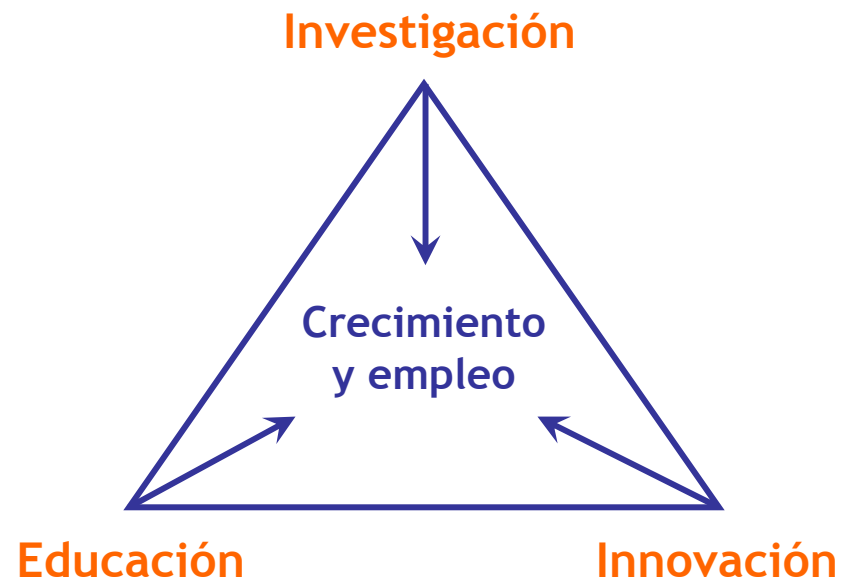 Investigación
Crecimiento
y empleo
Educación
Innovación